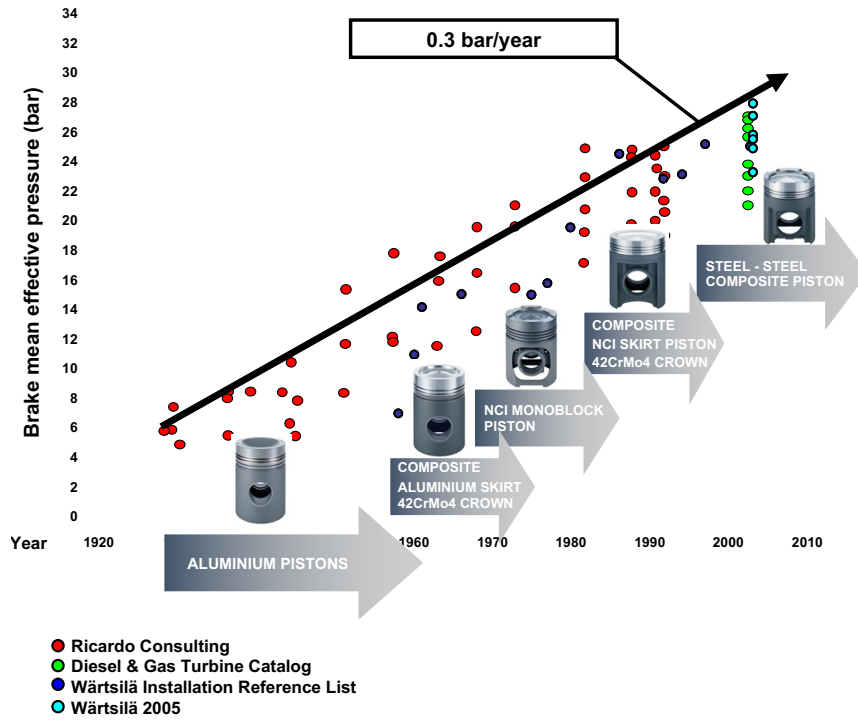 34
32
30
28
26
24
22
20
18
16
14
12
10
8
6
4
2
0
Brake mean effective pressure (bar)
0.3 bar/year
STEEL - STEEL
COMPOSITE PISTON
COMPOSITE
NCI SKIRT PISTON
42CrMo4 CROWN
NCI MONOBLOCK
PISTON
COMPOSITE
ALUMINIUM SKIRT
42CrMo4 CROWN
Year
1920
1960
1970
1980
1990
2000
2010
ALUMINIUM PISTONS
Ricardo Consulting
Diesel & Gas Turbine Catalog
Wärtsilä Installation Reference List
Wärtsilä 2005